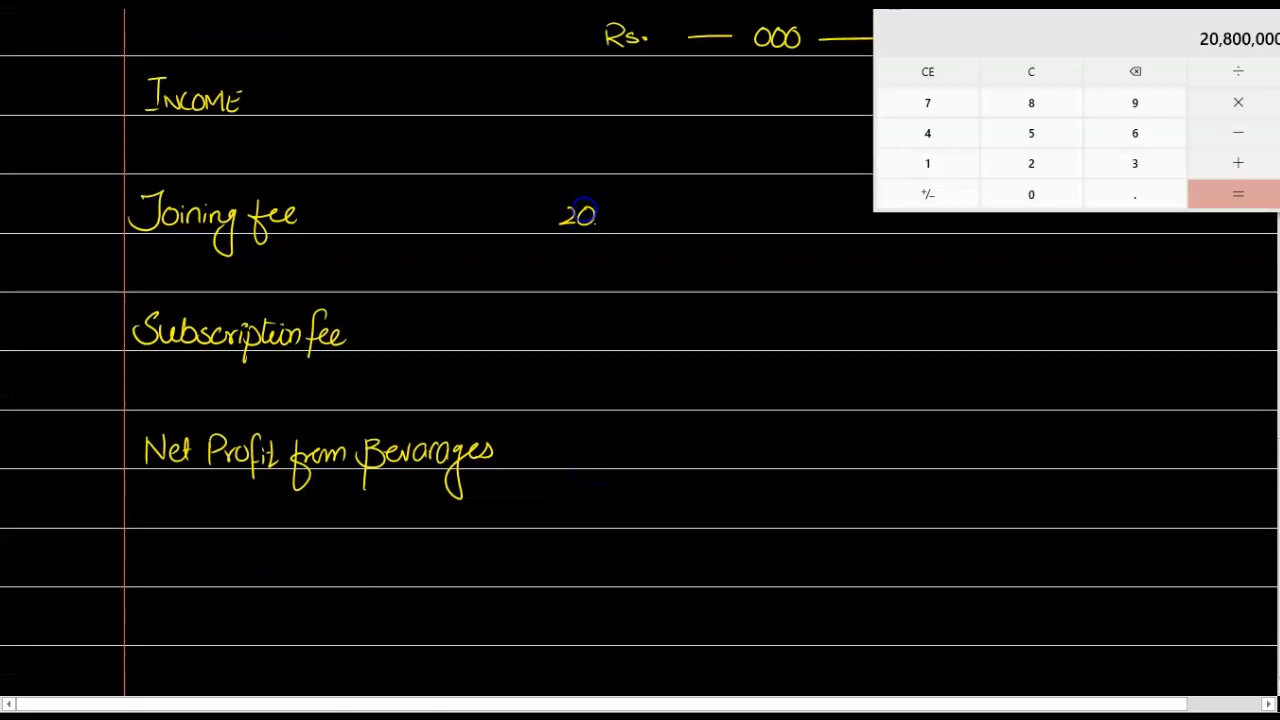 Rs. — 000 —
20,800,000
CE C ÷
7 8 9 ×
4 5 6 −
1 2 3 +
+/− 0 . =
INCOME
Joining fee 20.
Subscription fee
Net Profit from Bevarages